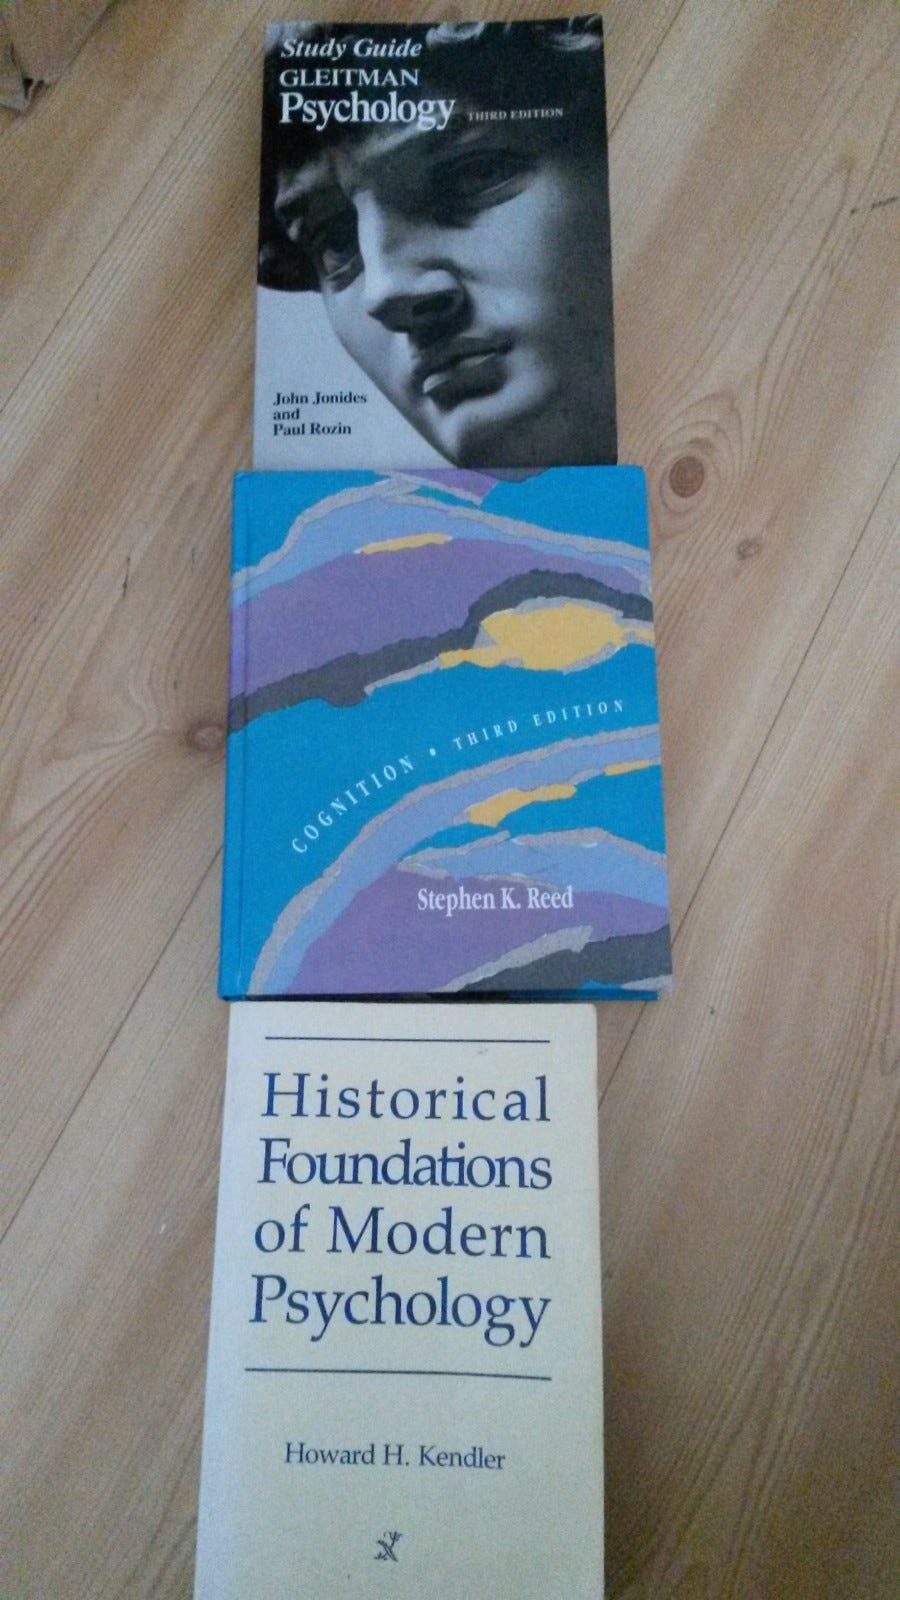 Study Guide
GLEITMAN
Psychology THIRD EDITION
John Jonides
and
Paul Rozin
COGNITION • THIRD EDITION
Stephen K. Reed
Historical
Foundations
of Modern
Psychology
Howard H. Kendler